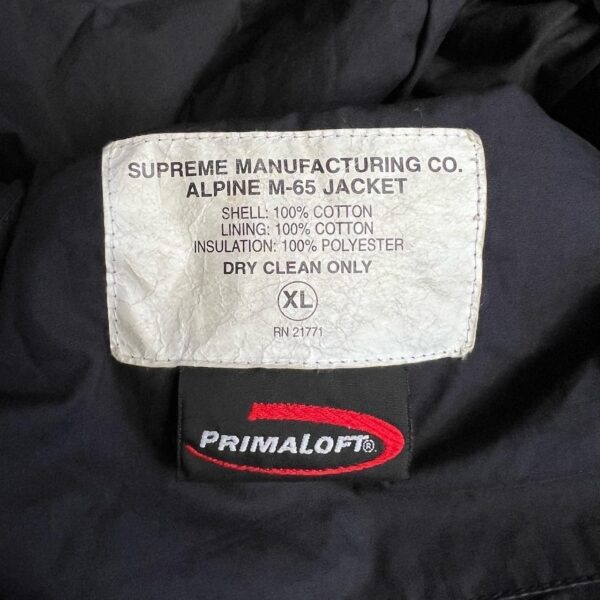 SUPREME MANUFACTURING CO.
ALPINE M-65 JACKET
SHELL: 100% COTTON
LINING: 100% COTTON
INSULATION: 100% POLYESTER
DRY CLEAN ONLY
XL
RN 21771
PRIMALOFT®